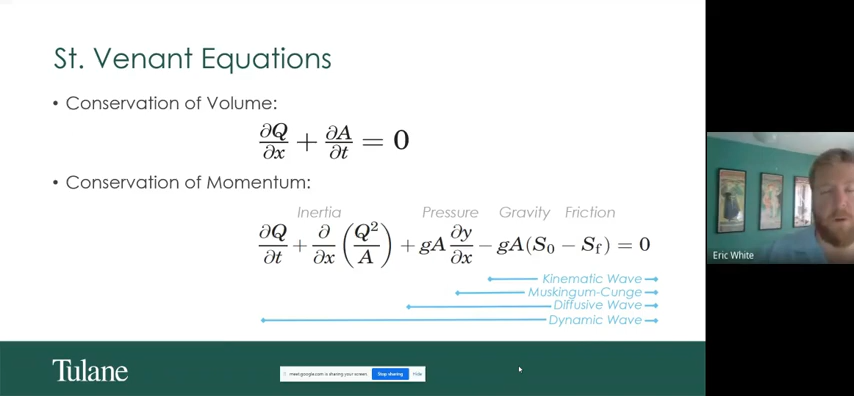 St. Venant Equations
• Conservation of Volume:
∂Q/∂x + ∂A/∂t = 0
• Conservation of Momentum:
Inertia Pressure Gravity Friction
∂Q/∂t + ∂/∂x (Q²/A) + gA ∂y/∂x − gA(S₀ − S_f) = 0
Kinematic Wave
Muskingum-Cunge
Diffusive Wave
Dynamic Wave
Eric White
Tulane
meet.google.com is sharing your screen. Stop sharing Hide